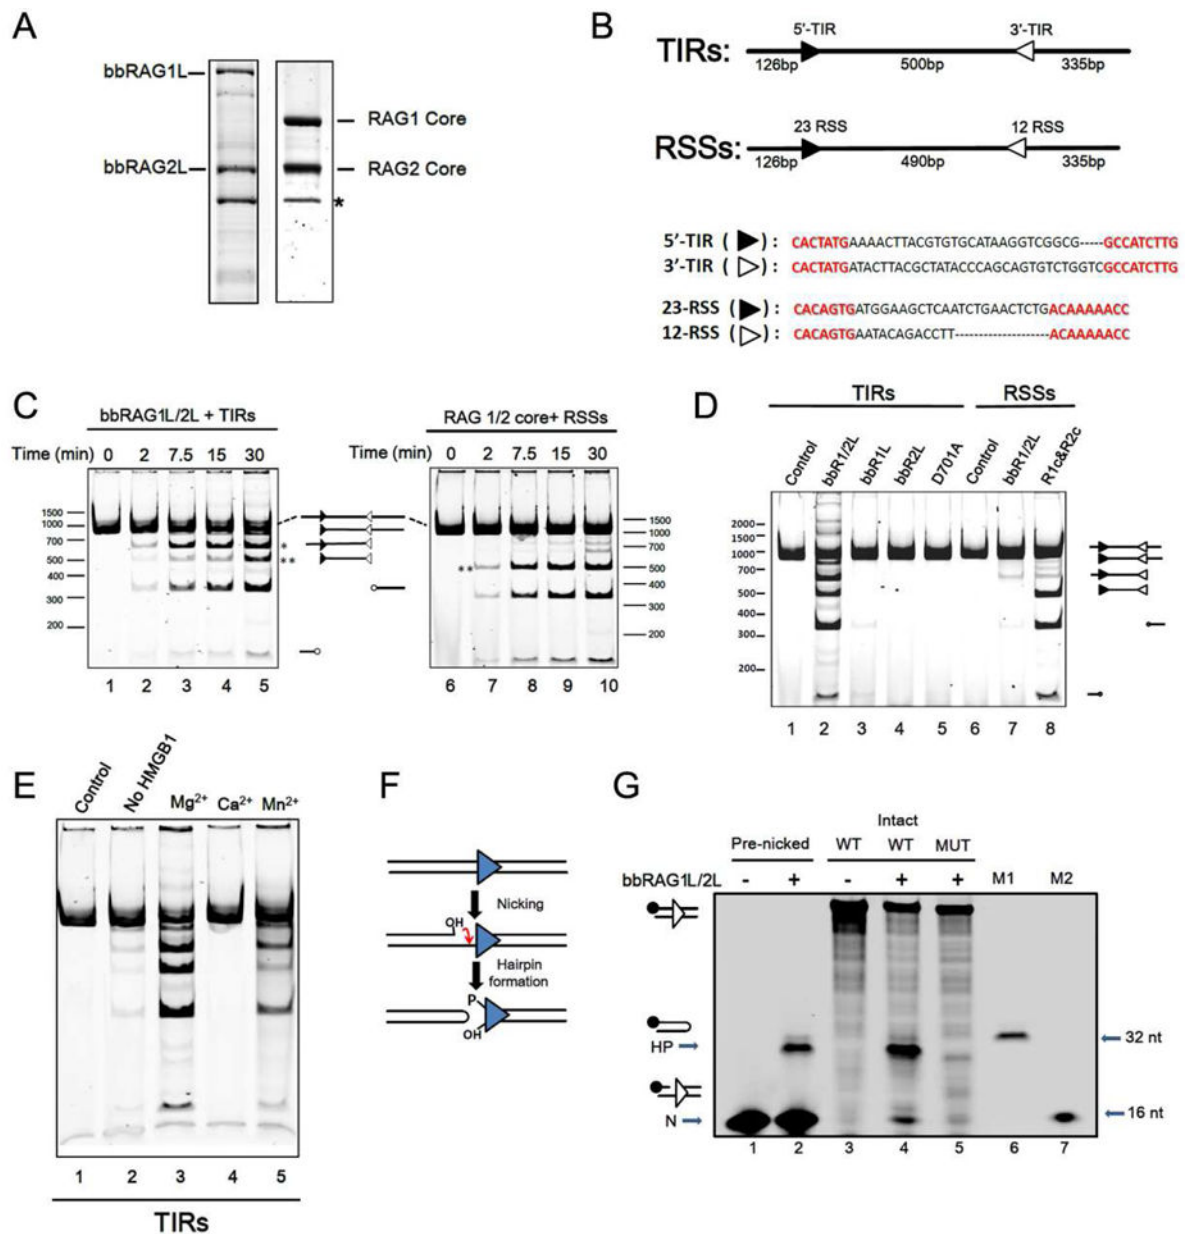 A
bbRAG1L
RAG1 Core
bbRAG2L
RAG2 Core
*
B
5'-TIR 3'-TIR
TIRs:
126bp 500bp 335bp
23 RSS 12 RSS
RSSs:
126bp 490bp 335bp
5′-TIR ( ) : CACTATGAAAACTTACGTGTGCATAAGGTCGGCG-----GCCATCTTG
3′-TIR ( ) : CACTATGATACTTACGCTATACCCAGCAGTGTCTGGTCGCCATCTTG
23-RSS ( ) : CACAGTGATGGAAGCTCAATCTGAACTCTGACAAAAACC
12-RSS ( ) : CACAGTGAATACAGACCTT-------------------ACAAAAACC
C
bbRAG1L/2L + TIRs
Time (min) 0 2 7.5 15 30
1500
1000
700
500
400
300
200
*
**
1 2 3 4 5
RAG 1/2 core+ RSSs
Time (min) 0 2 7.5 15 30
**
1500
1000
700
500
400
300
200
6 7 8 9 10
D
TIRs RSSs
Control bbR1/2L bbR1L bbR2L D701A Control bbR1/2L R1c&R2c
2000
1500
1000
700
500
400
300
200
1 2 3 4 5 6 7 8
E
Control No HMGB1 Mg2+ Ca2+ Mn2+
1 2 3 4 5
TIRs
F
Nicking
OH
Hairpin
formation
P
OH
G
Intact
Pre-nicked WT WT MUT
bbRAG1L/2L - + - + + M1 M2
HP
N
32 nt
16 nt
1 2 3 4 5 6 7